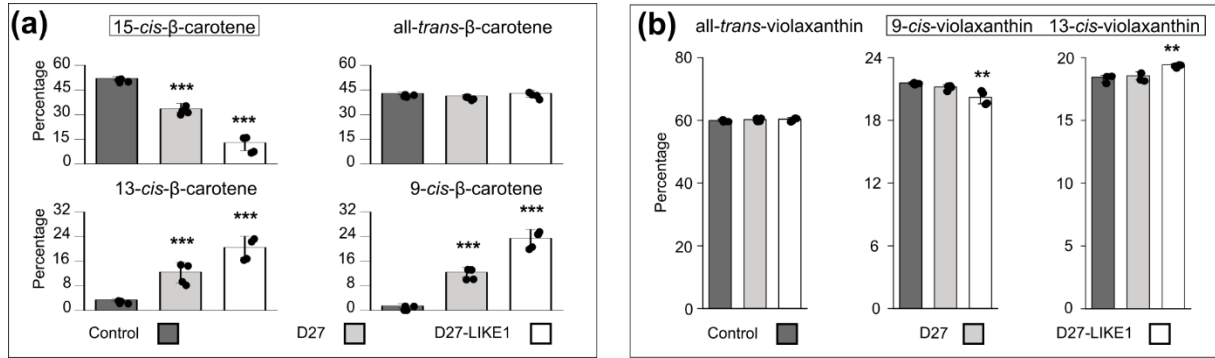 (a)
15-cis-β-carotene
all-trans-β-carotene
Percentage
60
45
30
15
0
***
***
60
45
30
15
0
13-cis-β-carotene
9-cis-β-carotene
Percentage
32
24
16
8
0
***
***
32
24
16
8
0
***
***
Control
D27
D27-LIKE1
(b)
all-trans-violaxanthin
9-cis-violaxanthin
13-cis-violaxanthin
Percentage
80
60
40
20
0
24
18
12
6
0
**
20
15
10
5
0
**
Control
D27
D27-LIKE1